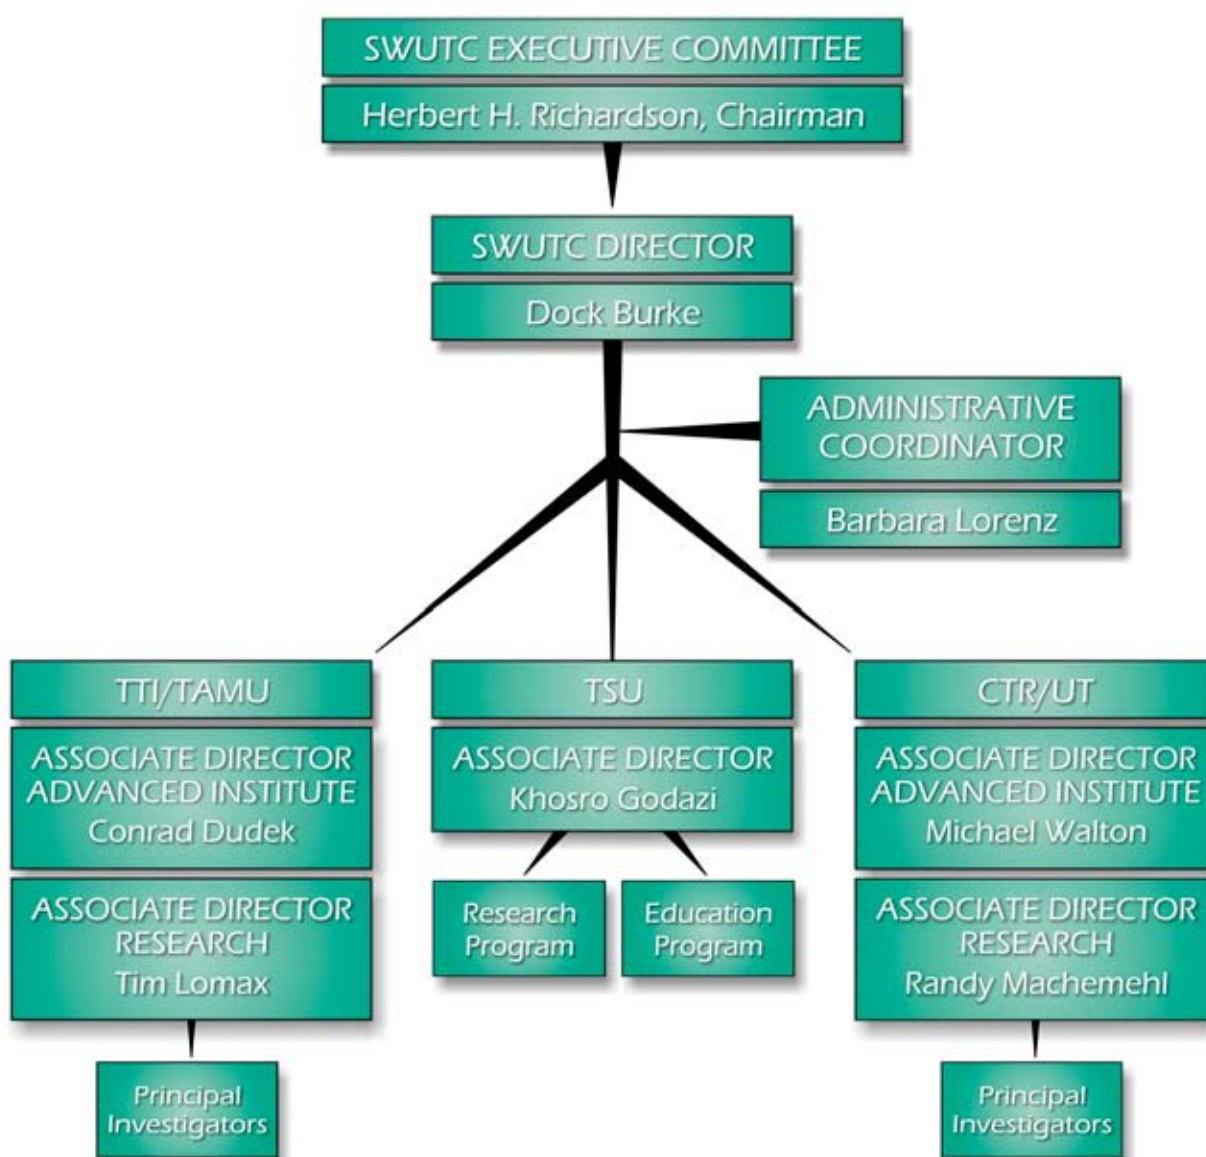 SWUTC EXECUTIVE COMMITTEE
Herbert H. Richardson, Chairman
SWUTC DIRECTOR
Dock Burke
ADMINISTRATIVE
COORDINATOR
Barbara Lorenz
TTI/TAMU
ASSOCIATE DIRECTOR
ADVANCED INSTITUTE
Conrad Dudek
ASSOCIATE DIRECTOR
RESEARCH
Tim Lomax
Principal
Investigators
TSU
ASSOCIATE DIRECTOR
Khosro Godazi
Research
Program
Education
Program
CTR/UT
ASSOCIATE DIRECTOR
ADVANCED INSTITUTE
Michael Walton
ASSOCIATE DIRECTOR
RESEARCH
Randy Machemehl
Principal
Investigators